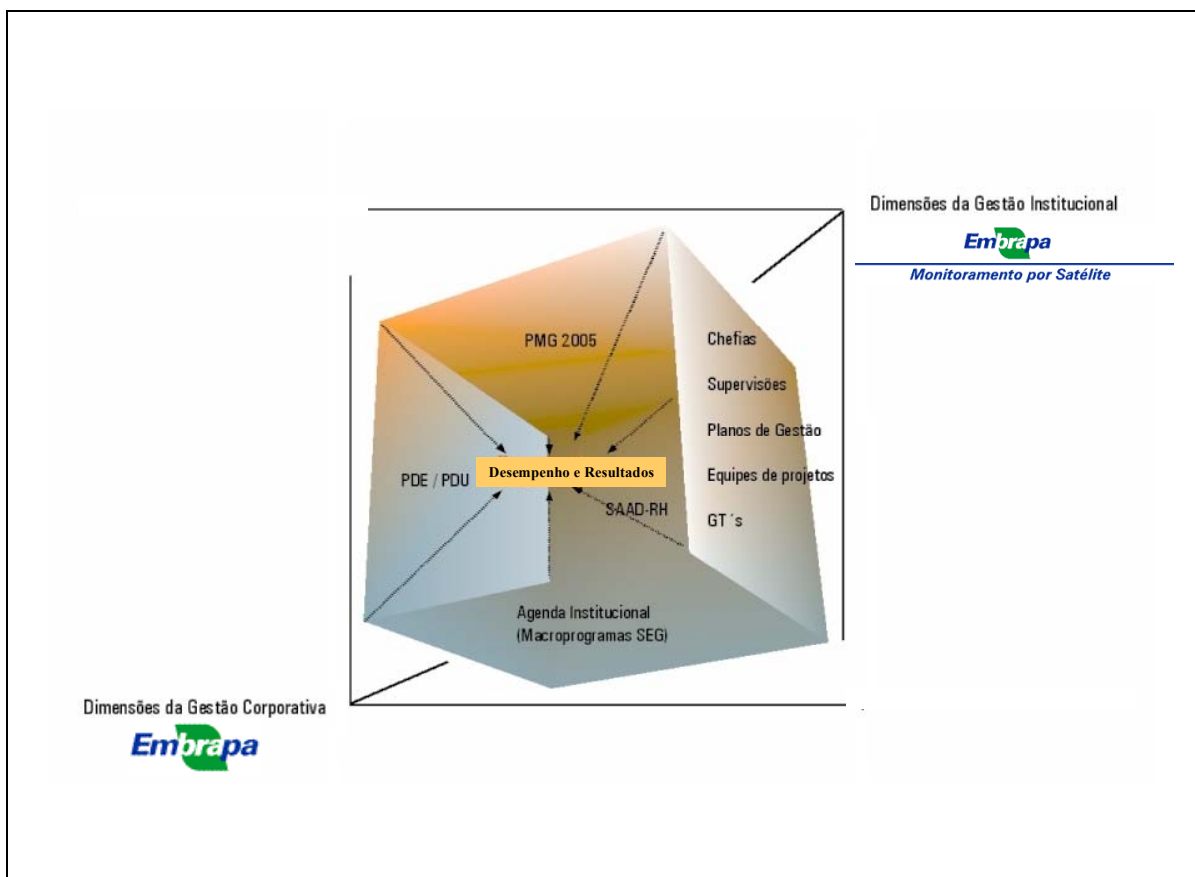 Dimensões da Gestão Institucional
Embrapa
Monitoramento por Satélite
PMG 2005
Chefias
Supervisões
Planos de Gestão
Equipes de projetos
GT´s
PDE / PDU
Desempenho e Resultados
SAAD-RH
Agenda Institucional
(Macroprogramas SEG)
Dimensões da Gestão Corporativa
Embrapa